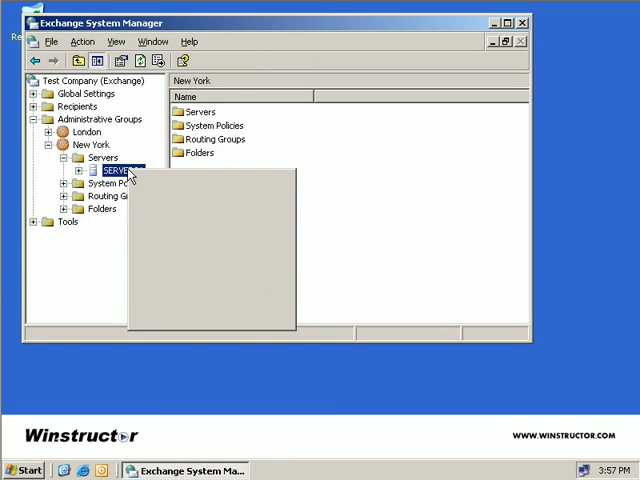 Exchange System Manager
File Action View Window Help
Test Company (Exchange)
Global Settings
Recipients
Administrative Groups
London
New York
Servers
System
Routing
Folders
Tools
New York
Name
Servers
System Policies
Routing Groups
Folders
Winstructor
WWW.WINSTRUCTOR.COM
Start
Exchange System Ma...
3:57 PM